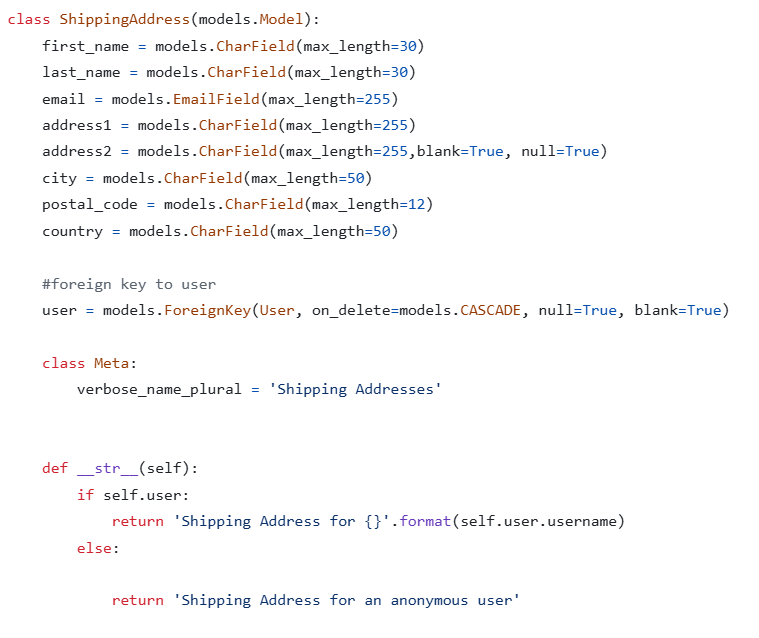 class ShippingAddress(models.Model):
    first_name = models.CharField(max_length=30)
    last_name = models.CharField(max_length=30)
    email = models.EmailField(max_length=255)
    address1 = models.CharField(max_length=255)
    address2 = models.CharField(max_length=255,blank=True, null=True)
    city = models.CharField(max_length=50)
    postal_code = models.CharField(max_length=12)
    country = models.CharField(max_length=50)

    #foreign key to user
    user = models.ForeignKey(User, on_delete=models.CASCADE, null=True, blank=True)

    class Meta:
        verbose_name_plural = 'Shipping Addresses'


    def __str__(self):
        if self.user:
            return 'Shipping Address for {}'.format(self.user.username)
        else:

            return 'Shipping Address for an anonymous user'